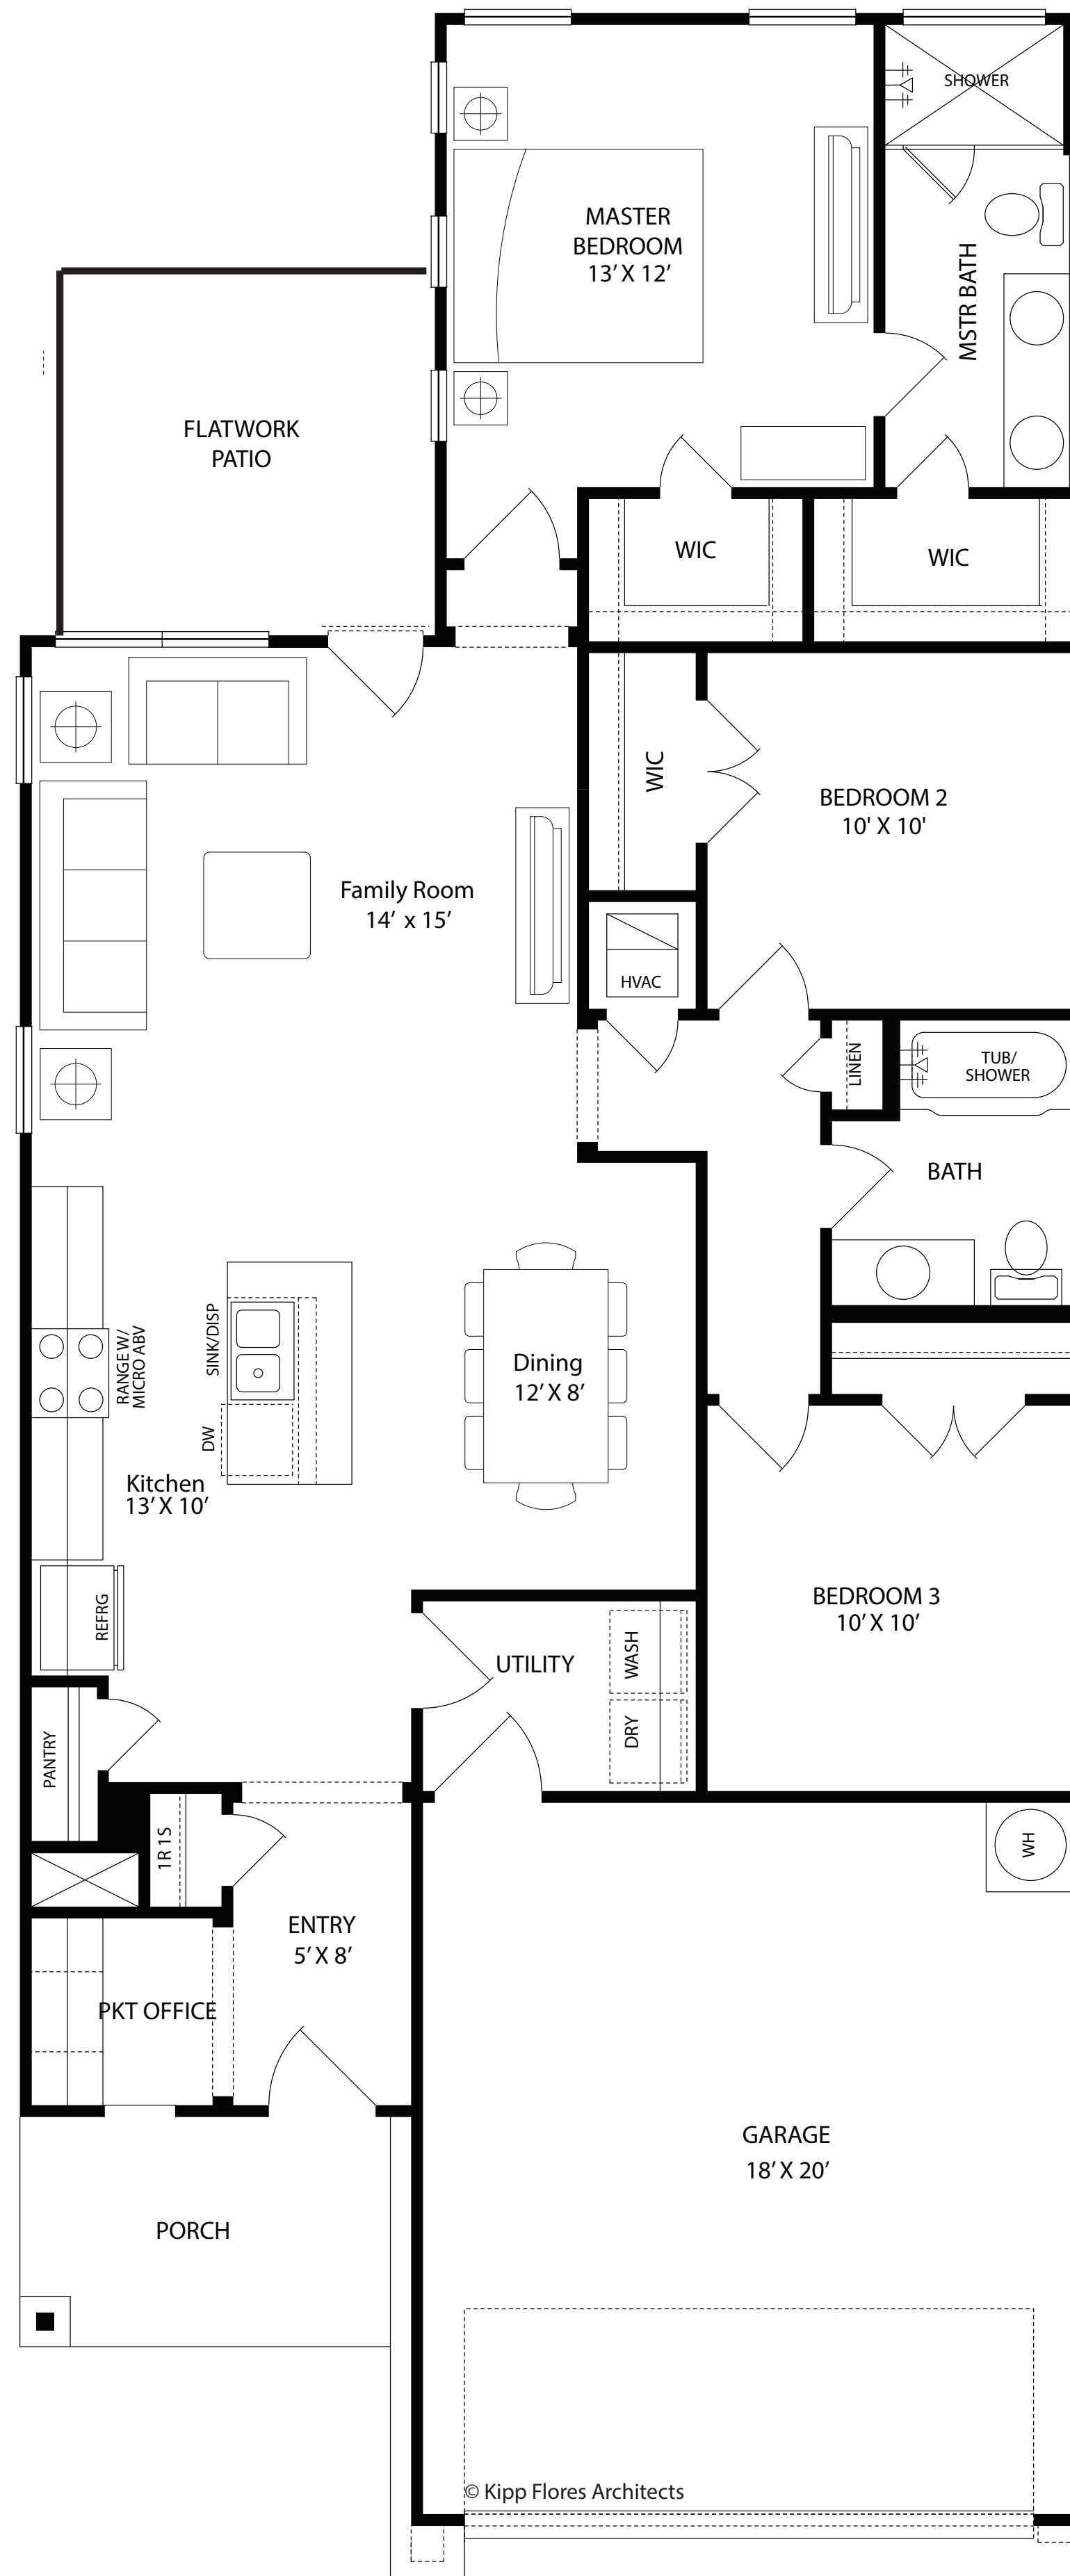 SHOWER
MASTER
BEDROOM
13’ X 12’
MSTR BATH
FLATWORK
PATIO
WIC
WIC
WIC
BEDROOM 2
10' X 10'
Family Room
14’ x 15’
HVAC
LINEN
TUB/
SHOWER
BATH
SINK/DISP
RANGE W/
MICRO ABV
Dining
12’ X 8’
DW
Kitchen
13’ X 10’
REFRG
BEDROOM 3
10’ X 10’
UTILITY
WASH
DRY
PANTRY
1R 1S
WH
ENTRY
5’ X 8’
PKT OFFICE
GARAGE
18’ X 20’
PORCH
© Kipp Flores Architects